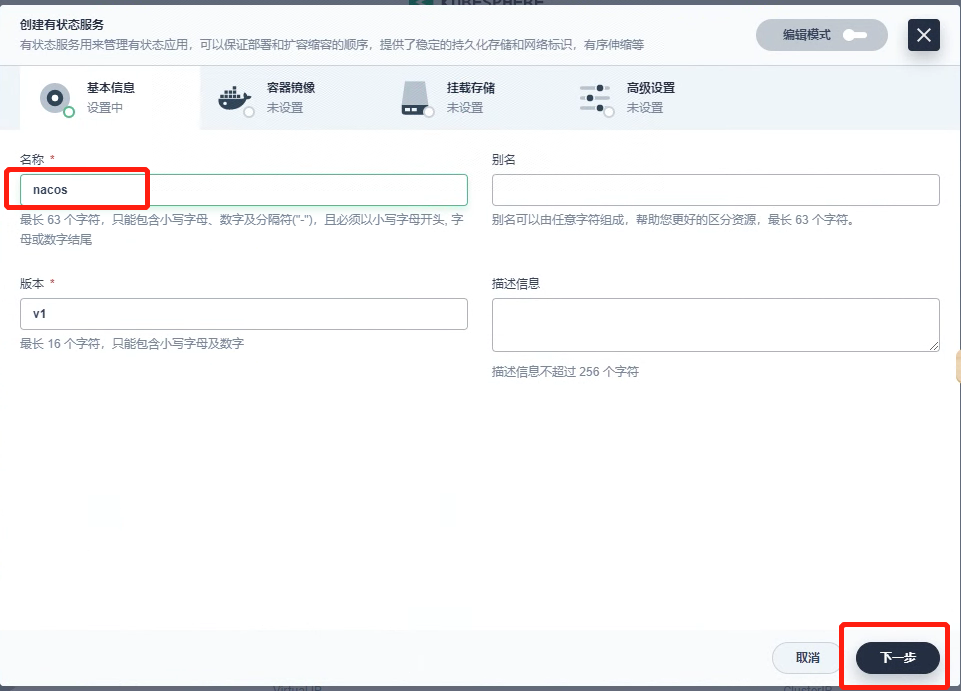 KUBESPHERE
创建有状态服务
有状态服务用来管理有状态应用，可以保证部署和扩容缩容的顺序，提供了稳定的持久化存储和网络标识，有序伸缩等
编辑模式
基本信息
设置中
容器镜像
未设置
挂载存储
未设置
高级设置
未设置
名称 *
nacos
最长 63 个字符，只能包含小写字母、数字及分隔符("-")，且必须以小写字母开头, 字
母或数字结尾
别名
别名可以由任意字符组成，帮助您更好的区分资源，最长 63 个字符。
版本 *
v1
最长 16 个字符，只能包含小写字母及数字
描述信息
描述信息不超过 256 个字符
取消
下一步
Virtual IP
ClusterIP